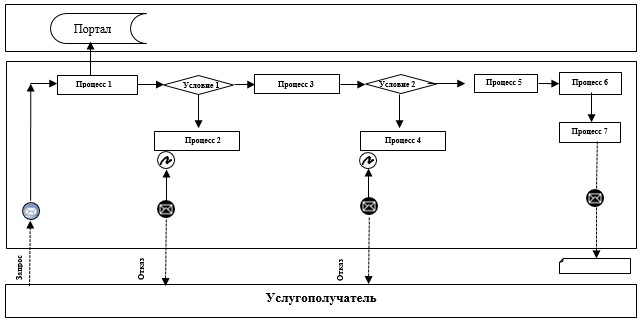 Портал
Процесс 1
Условие 1
Процесс 3
Условие 2
Процесс 5
Процесс 6
Процесс 2
Процесс 4
Процесс 7
Запрос
Отказ
Отказ
Услугополучатель